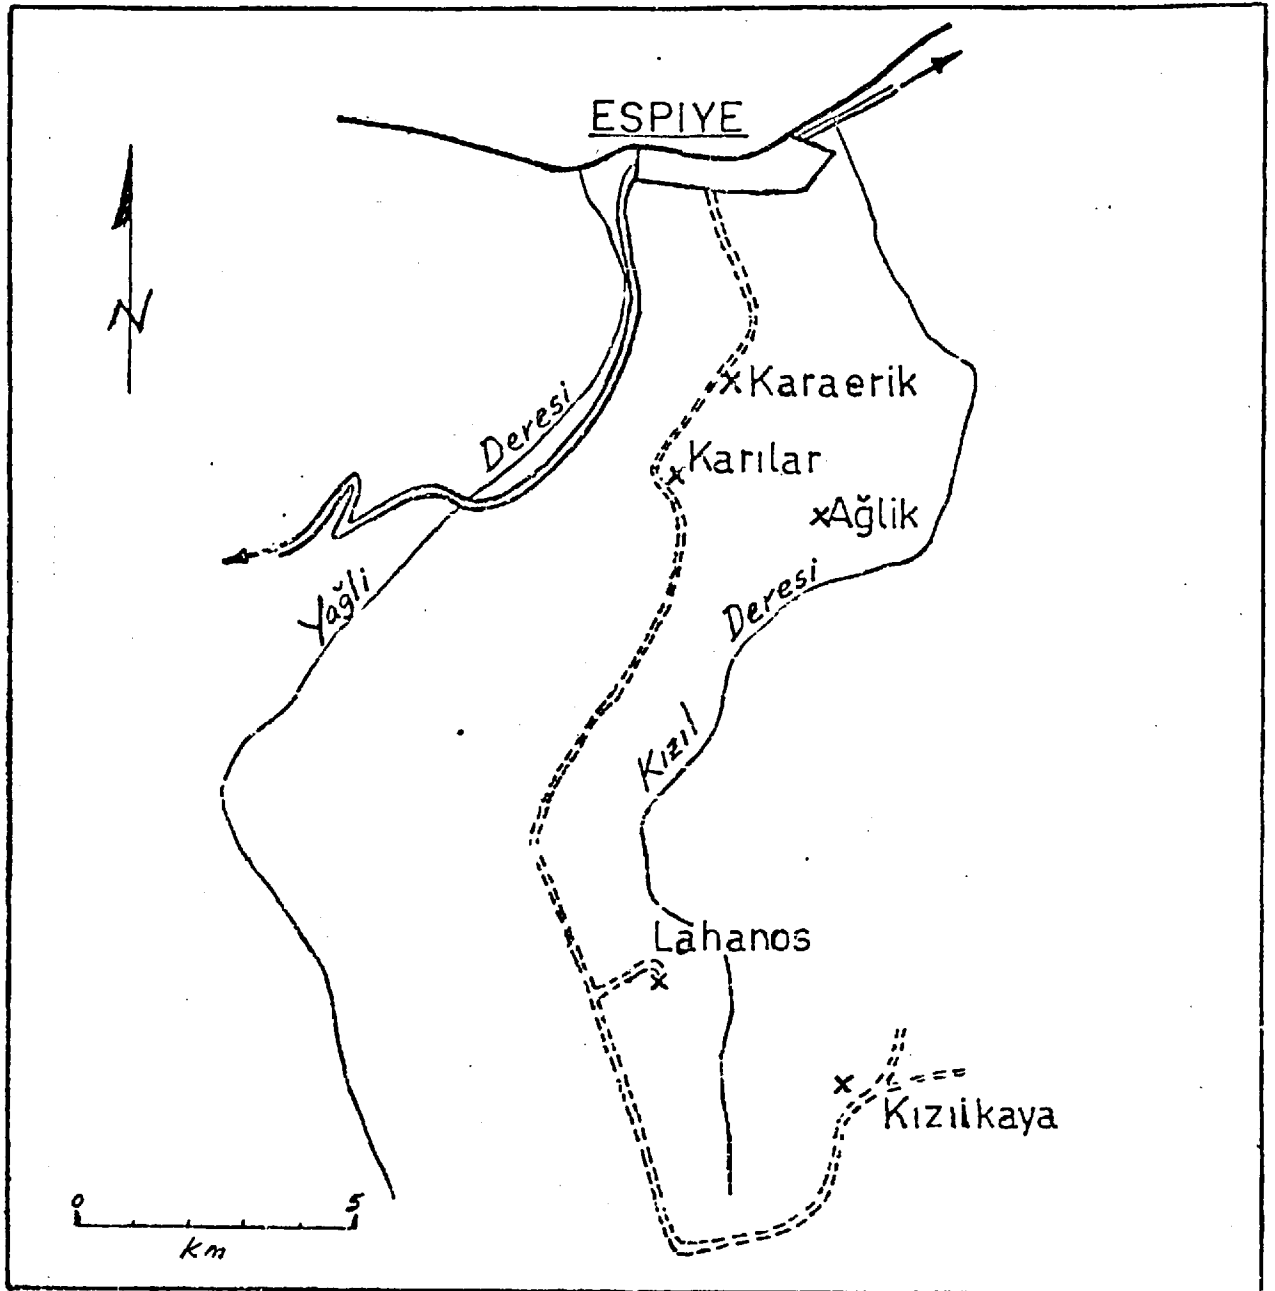 ESPIYE
N
Karaerik
Deresi
Karılar
Ağlik
Deresi
Yağli
Kızıl
Lahanos
Kızılkaya
0 5
km